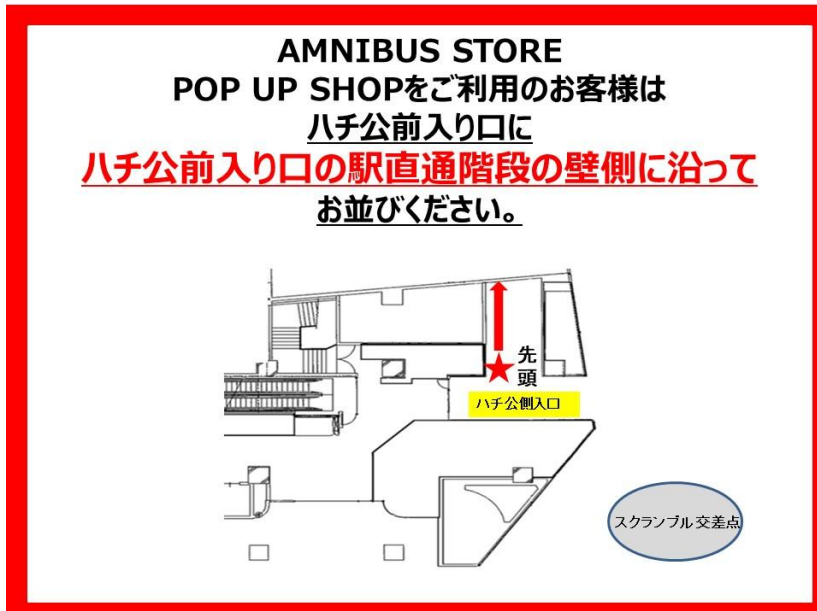 AMNIBUS STORE
POP UP SHOPをご利用のお客様は
ハチ公前入り口に
ハチ公前入り口の駅直通階段の壁側に沿って
お並びください。
先
頭
ハチ公側入口
スクランブル交差点